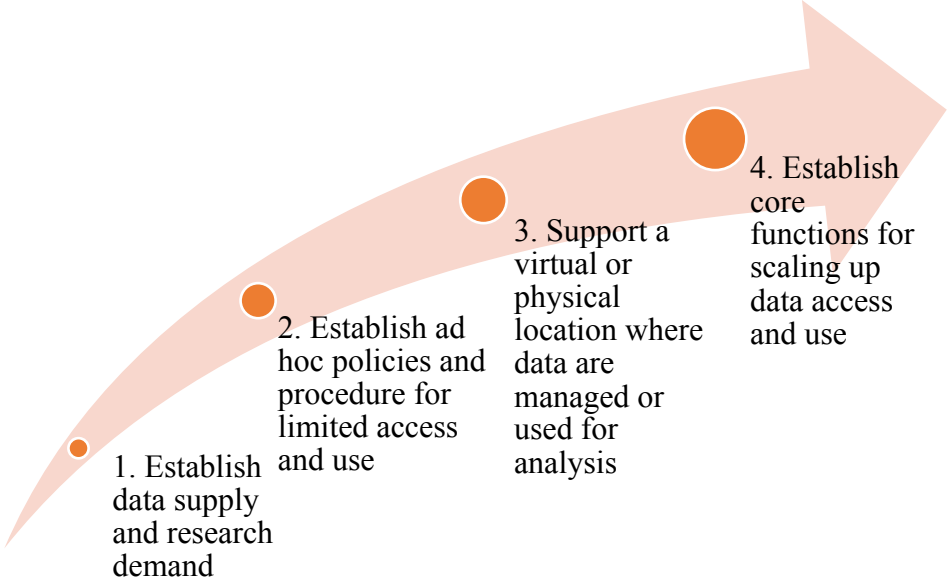 1. Establish
data supply
and research
demand
2. Establish ad
hoc policies and
procedure for
limited access
and use
3. Support a
virtual or
physical
location where
data are
managed or
used for
analysis
4. Establish
core
functions for
scaling up
data access
and use